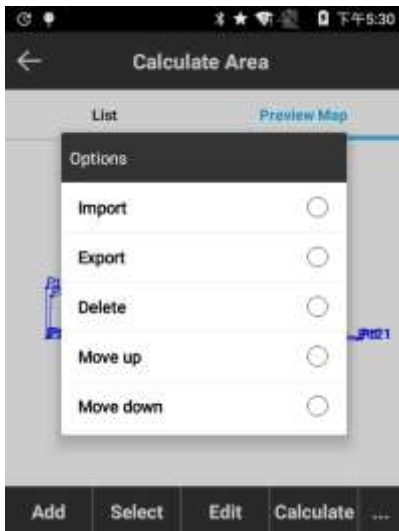 下午5:30
Calculate Area
List
Preview Map
Options
Import
Export
Delete
Move up
Move down
Add
Select
Edit
Calculate
...